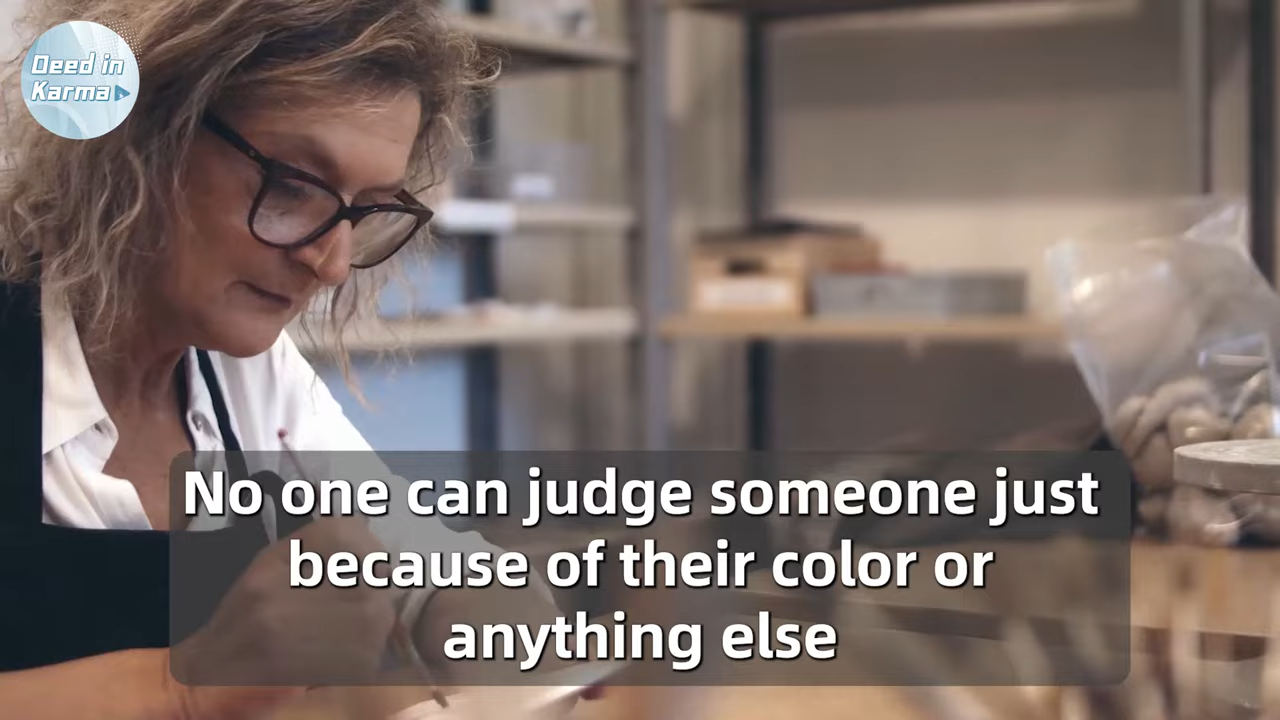 Deed in
Karma
No one can judge someone just
because of their color or
anything else